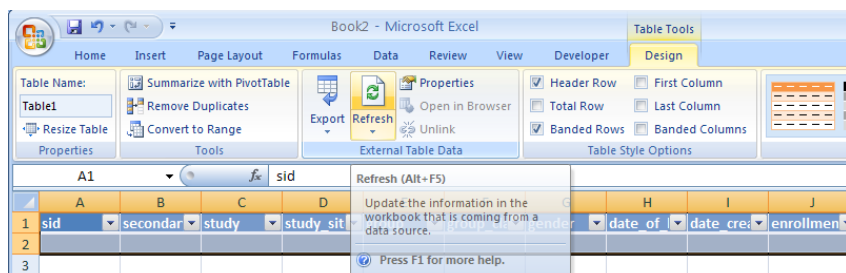 Book2 - Microsoft Excel
Table Tools
Home Insert Page Layout Formulas Data Review View Developer Design
Table Name: Summarize with PivotTable Properties Header Row First Column
Table1 Remove Duplicates Export Refresh Open in Browser Total Row Last Column
Resize Table Convert to Range Unlink Banded Rows Banded Columns
Properties Tools External Table Data Table Style Options
A1 fx sid
Refresh (Alt+F5)
Update the information in the
workbook that is coming from a
data source.
Press F1 for more help.
A B C D H I J
1 sid secondar study study_sit gender date_of_ date_crea enrollmen
2
3